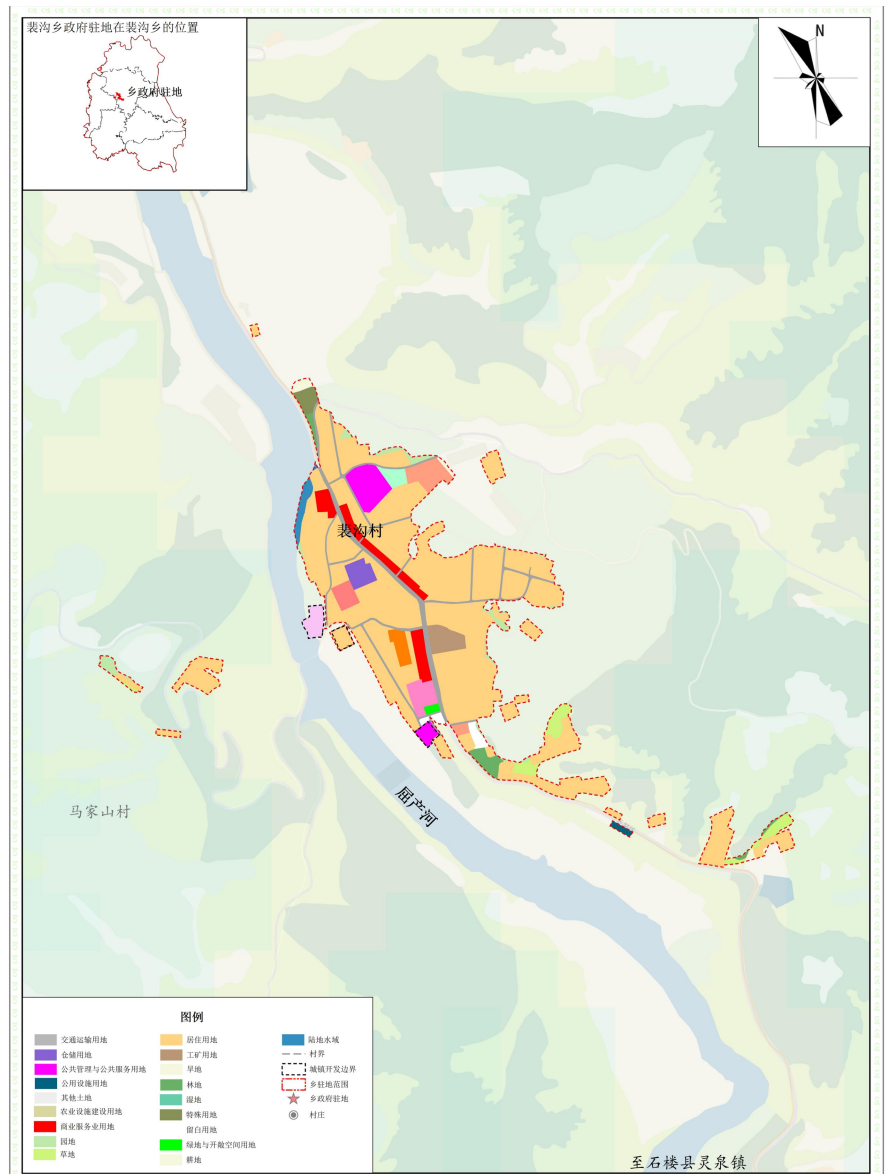 裴沟乡政府驻地在裴沟乡的位置
乡政府驻地
N
裴沟村
马家山村
屈产河
图例
交通运输用地
仓储用地
公共管理与公共服务用地
公用设施用地
其他土地
农业设施建设用地
商业服务业用地
园地
草地
居住用地
工矿用地
旱地
林地
湿地
特殊用地
留白用地
绿地与开敞空间用地
耕地
陆地水域
村界
城镇开发边界
乡驻地范围
乡政府驻地
村庄
至石楼县灵泉镇